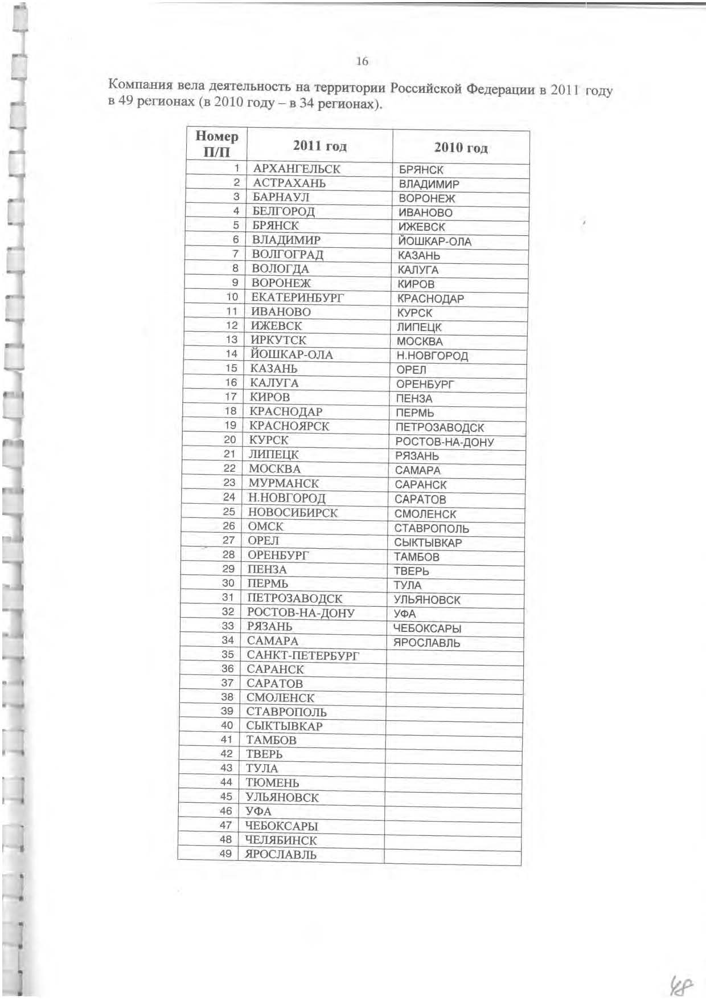 16
Компания вела деятельность на территории Российской Федерации в 2011 году
в 49 регионах (в 2010 году – в 34 регионах).
Номер П/П 2011 год 2010 год
1 АРХАНГЕЛЬСК БРЯНСК
2 АСТРАХАНЬ ВЛАДИМИР
3 БАРНАУЛ ВОРОНЕЖ
4 БЕЛГОРОД ИВАНОВО
5 БРЯНСК ИЖЕВСК
6 ВЛАДИМИР ЙОШКАР-ОЛА
7 ВОЛГОГРАД КАЗАНЬ
8 ВОЛОГДА КАЛУГА
9 ВОРОНЕЖ КИРОВ
10 ЕКАТЕРИНБУРГ КРАСНОДАР
11 ИВАНОВО КУРСК
12 ИЖЕВСК ЛИПЕЦК
13 ИРКУТСК МОСКВА
14 ЙОШКАР-ОЛА Н.НОВГОРОД
15 КАЗАНЬ ОРЕЛ
16 КАЛУГА ОРЕНБУРГ
17 КИРОВ ПЕНЗА
18 КРАСНОДАР ПЕРМЬ
19 КРАСНОЯРСК ПЕТРОЗАВОДСК
20 КУРСК РОСТОВ-НА-ДОНУ
21 ЛИПЕЦК РЯЗАНЬ
22 МОСКВА САМАРА
23 МУРМАНСК САРАНСК
24 Н.НОВГОРОД САРАТОВ
25 НОВОСИБИРСК СМОЛЕНСК
26 ОМСК СТАВРОПОЛЬ
27 ОРЕЛ СЫКТЫВКАР
28 ОРЕНБУРГ ТАМБОВ
29 ПЕНЗА ТВЕРЬ
30 ПЕРМЬ ТУЛА
31 ПЕТРОЗАВОДСК УЛЬЯНОВСК
32 РОСТОВ-НА-ДОНУ УФА
33 РЯЗАНЬ ЧЕБОКСАРЫ
34 САМАРА ЯРОСЛАВЛЬ
35 САНКТ-ПЕТЕРБУРГ
36 САРАНСК
37 САРАТОВ
38 СМОЛЕНСК
39 СТАВРОПОЛЬ
40 СЫКТЫВКАР
41 ТАМБОВ
42 ТВЕРЬ
43 ТУЛА
44 ТЮМЕНЬ
45 УЛЬЯНОВСК
46 УФА
47 ЧЕБОКСАРЫ
48 ЧЕЛЯБИНСК
49 ЯРОСЛАВЛЬ
48